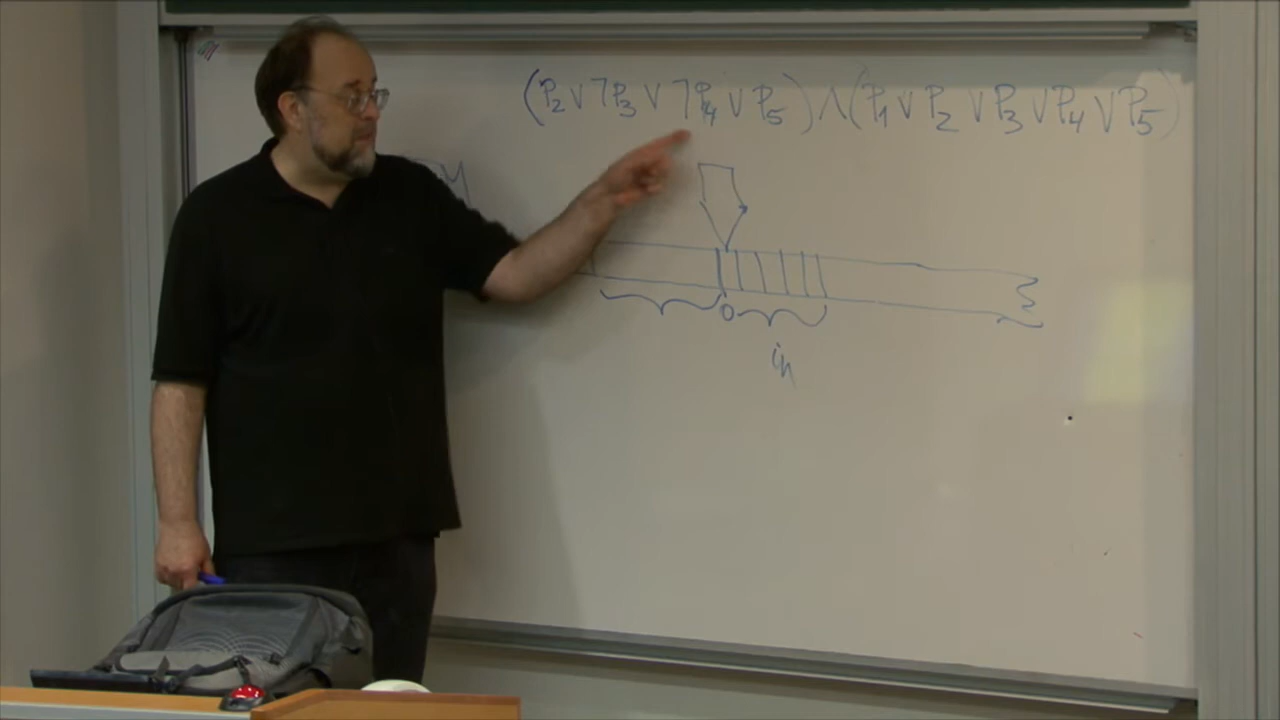 (P₂ ∨ ¬P₃ ∨ ¬P₄ ∨ P₅) ∧ (P₁ ∨ P₂ ∨ P₃ ∨ P₄ ∨ P₅)
0
in